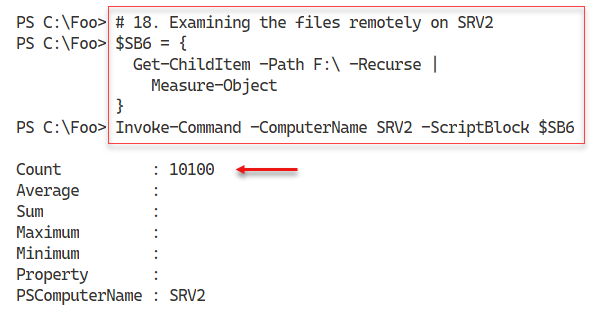 PS C:\Foo> # 18. Examining the files remotely on SRV2
PS C:\Foo> $SB6 = {
Get-ChildItem -Path F:\ -Recurse |
Measure-Object
}
PS C:\Foo> Invoke-Command -ComputerName SRV2 -ScriptBlock $SB6
Count : 10100
Average :
Sum :
Maximum :
Minimum :
Property :
PSComputerName : SRV2